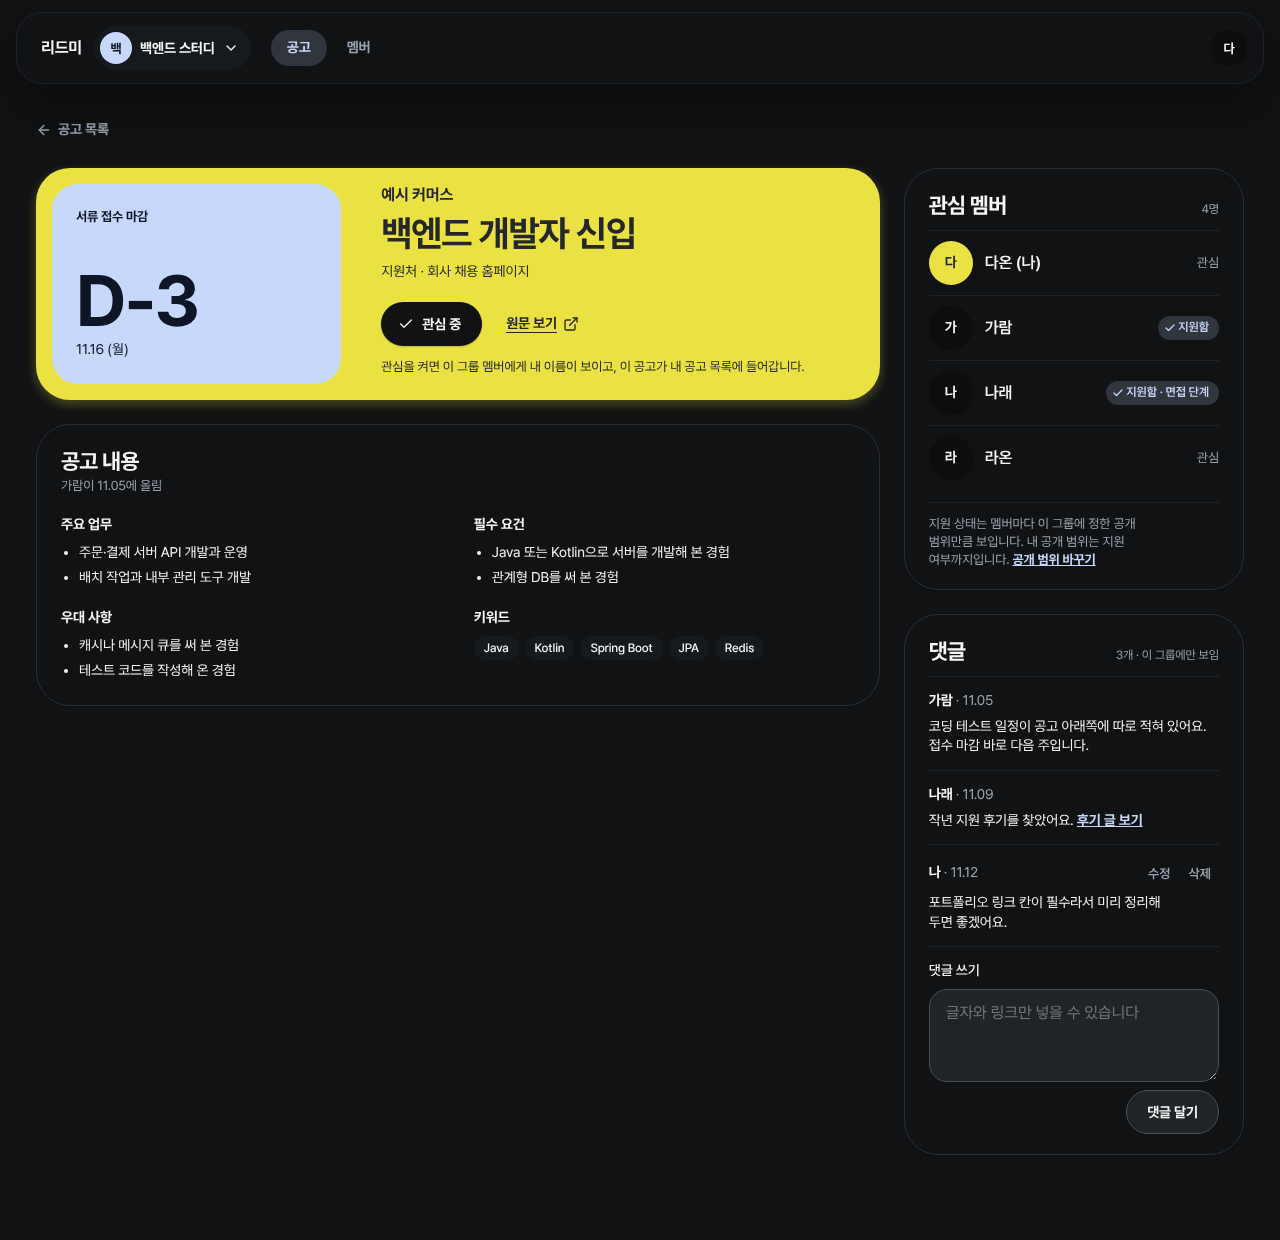 리드미
백
백엔드 스터디
공고
멤버
다
공고 목록
서류 접수 마감
D-3
11.16 (월)
예시 커머스
백엔드 개발자 신입
지원처 · 회사 채용 홈페이지
관심 중
원문 보기
관심을 켜면 이 그룹 멤버에게 내 이름이 보이고, 이 공고가 내 공고 목록에 들어갑니다.
공고 내용
가람이 11.05에 올림
주요 업무
• 주문·결제 서버 API 개발과 운영
• 배치 작업과 내부 관리 도구 개발
필수 요건
• Java 또는 Kotlin으로 서버를 개발해 본 경험
• 관계형 DB를 써 본 경험
우대 사항
• 캐시나 메시지 큐를 써 본 경험
• 테스트 코드를 작성해 온 경험
키워드
Java Kotlin Spring Boot JPA Redis
관심 멤버
4명
다 다온 (나) 관심
가 가람 지원함
나 나래 지원함 · 면접 단계
라 라온 관심
지원 상태는 멤버마다 이 그룹에 정한 공개
범위만큼 보입니다. 내 공개 범위는 지원
여부까지입니다. 공개 범위 바꾸기
댓글
3개 · 이 그룹에만 보임
가람 · 11.05
코딩 테스트 일정이 공고 아래쪽에 따로 적혀 있어요.
접수 마감 바로 다음 주입니다.
나래 · 11.09
작년 지원 후기를 찾았어요. 후기 글 보기
나 · 11.12 수정 삭제
포트폴리오 링크 칸이 필수라서 미리 정리해
두면 좋겠어요.
댓글 쓰기
글자와 링크만 넣을 수 있습니다
댓글 달기